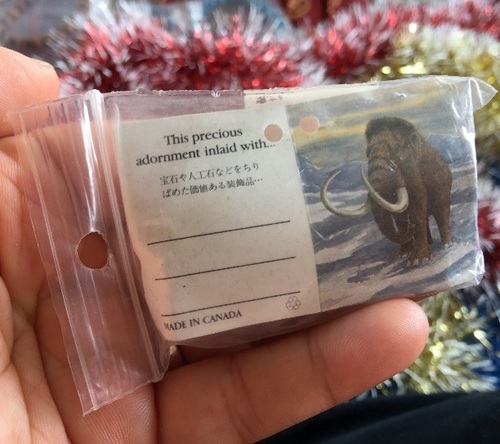 This precious
adornment inlaid with...
宝石や人工石などをちり
ばめた価値ある装飾品…
MADE IN CANADA